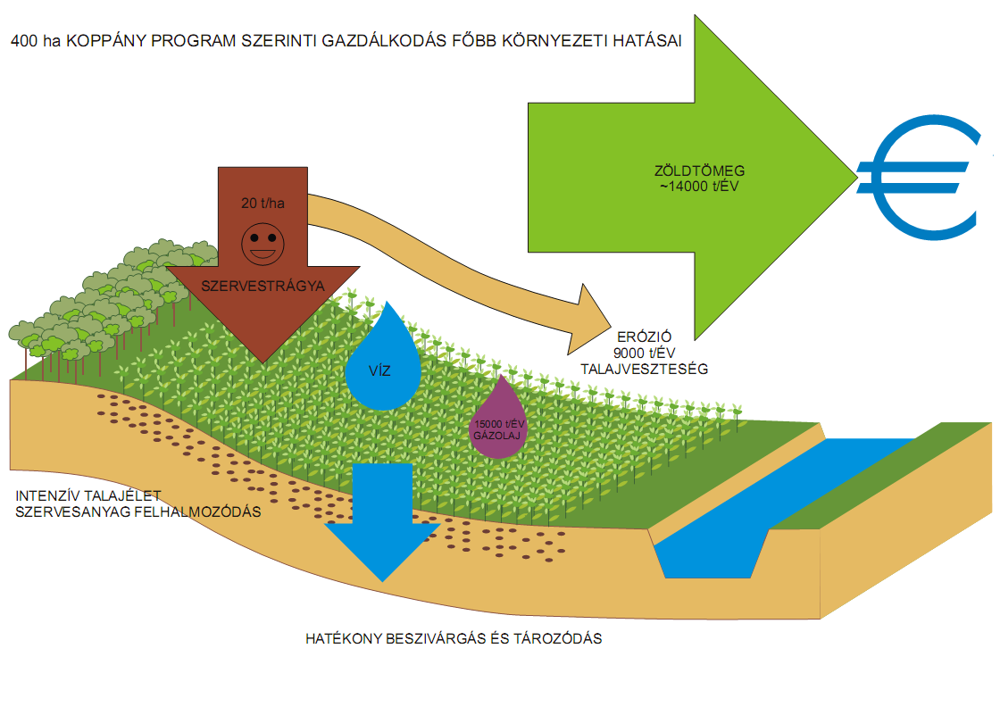 400 ha KOPPÁNY PROGRAM SZERINTI GAZDÁLKODÁS FŐBB KÖRNYEZETI HATÁSAI
ZÖLDTÖMEG
~14000 t/ÉV
20 t/ha
SZERVESTRÁGYA
ERÓZIÓ
9000 t/ÉV
TALAJVESZTESÉG
VÍZ
15000 t/ÉV
GÁZOLAJ
INTENZÍV TALAJÉLET
SZERVESANYAG FELHALMOZÓDÁS
HATÉKONY BESZIVÁRGÁS ÉS TÁROZÓDÁS